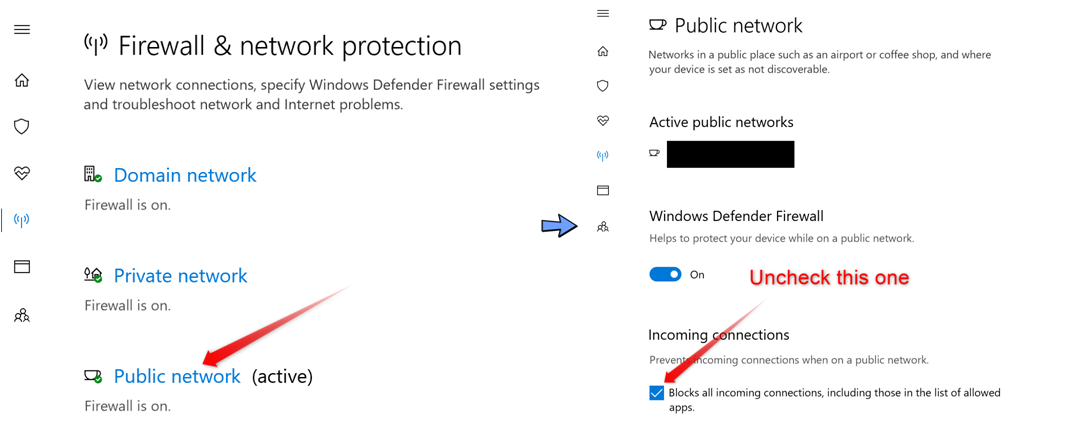 Firewall & network protection
View network connections, specify Windows Defender Firewall settings
and troubleshoot network and Internet problems.
Domain network
Firewall is on.
Private network
Firewall is on.
Public network (active)
Firewall is on.
Public network
Networks in a public place such as an airport or coffee shop, and where
your device is set as not discoverable.
Active public networks
Windows Defender Firewall
Helps to protect your device while on a public network.
On
Uncheck this one
Incoming connections
Prevents incoming connections when on a public network.
Blocks all incoming connections, including those in the list of allowed
apps.